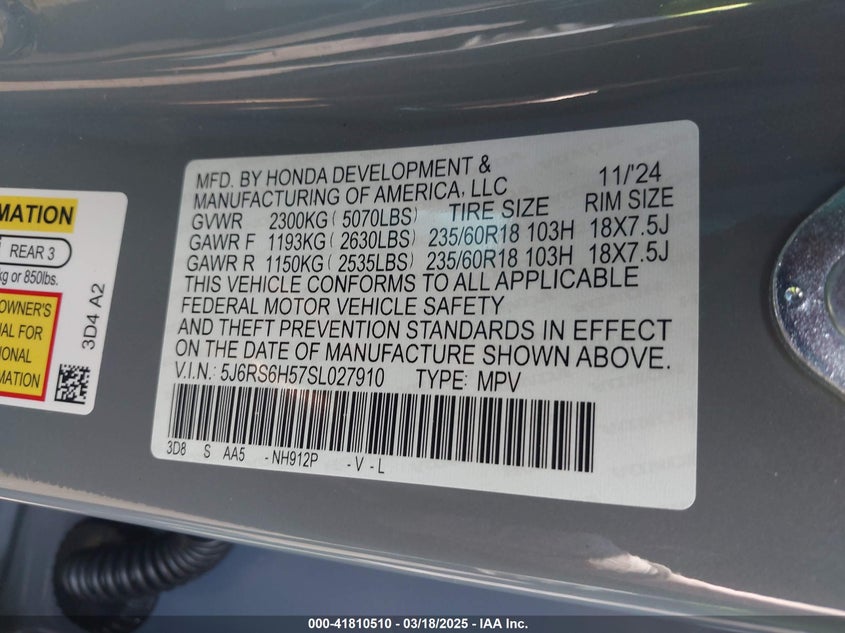 MFD. BY HONDA DEVELOPMENT & 11/'24
MANUFACTURING OF AMERICA, LLC
GVWR 2300KG (5070LBS) TIRE SIZE RIM SIZE
GAWR F 1193KG (2630LBS) 235/60R18 103H 18X7.5J
GAWR R 1150KG (2535LBS) 235/60R18 103H 18X7.5J
THIS VEHICLE CONFORMS TO ALL APPLICABLE
FEDERAL MOTOR VEHICLE SAFETY
AND THEFT PREVENTION STANDARDS IN EFFECT
ON THE DATE OF MANUFACTURE SHOWN ABOVE.
V.I.N.: 5J6RS6H57SL027910 TYPE: MPV
3D8 S AA5 -NH912P -V-L
REAR 3
kg or 850lbs.
OWNER'S
FOR
3D4 A2
000-41810510 - 03/18/2025 - IAA Inc.